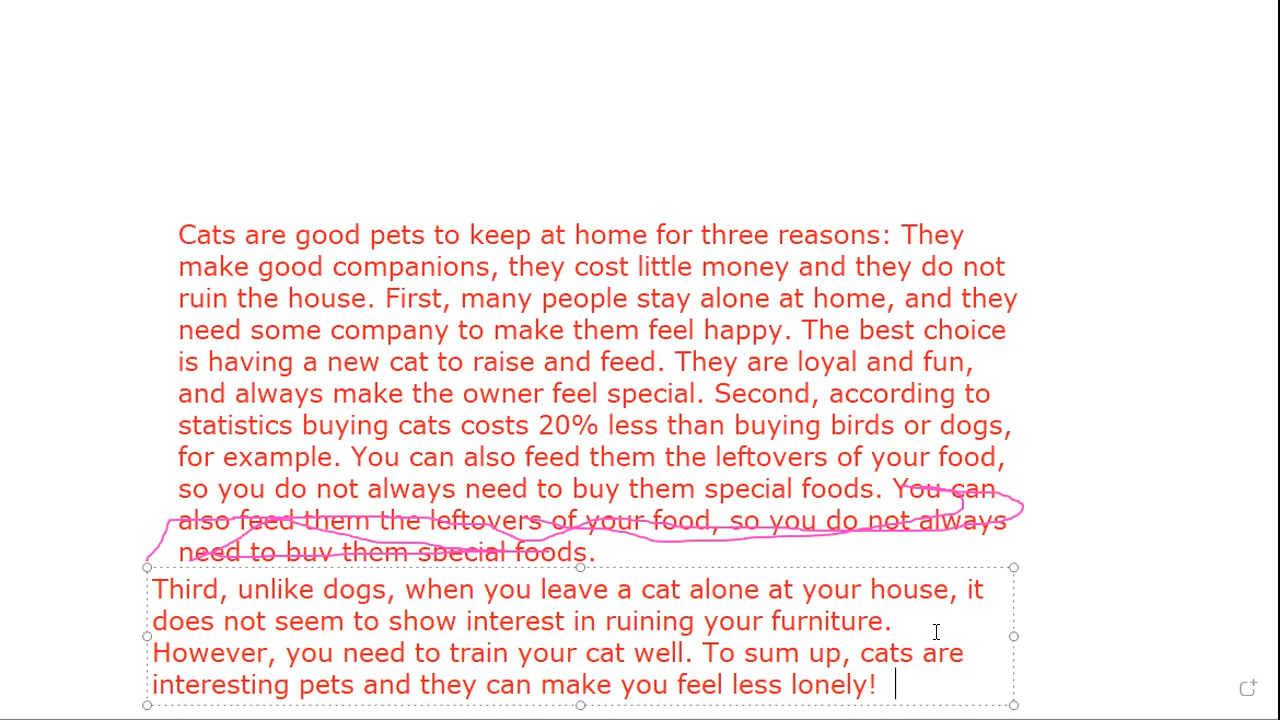 Cats are good pets to keep at home for three reasons: They
make good companions, they cost little money and they do not
ruin the house. First, many people stay alone at home, and they
need some company to make them feel happy. The best choice
is having a new cat to raise and feed. They are loyal and fun,
and always make the owner feel special. Second, according to
statistics buying cats costs 20% less than buying birds or dogs,
for example. You can also feed them the leftovers of your food,
so you do not always need to buy them special foods. You can
also feed them the leftovers of your food, so you do not always
need to buy them special foods.
Third, unlike dogs, when you leave a cat alone at your house, it
does not seem to show interest in ruining your furniture.
However, you need to train your cat well. To sum up, cats are
interesting pets and they can make you feel less lonely!